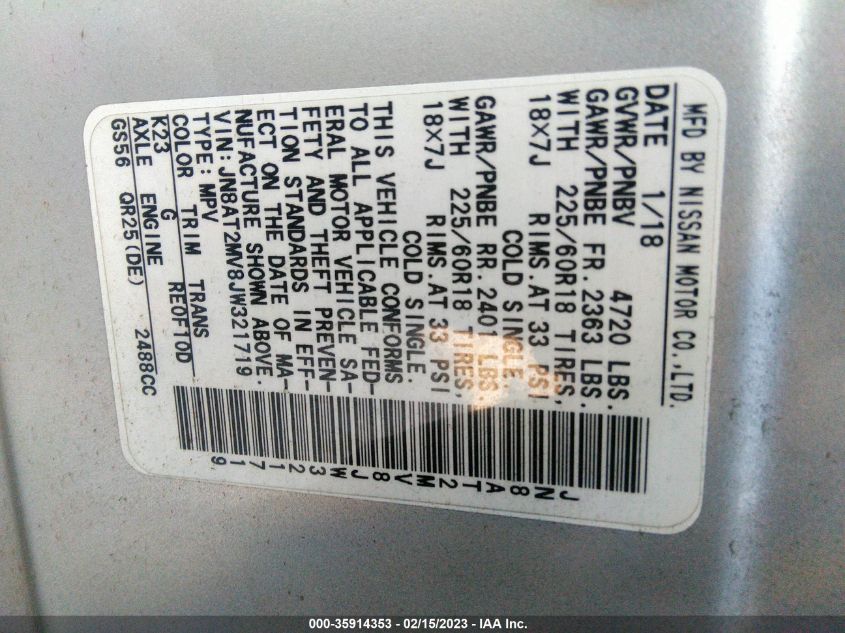 MFD BY NISSAN MOTOR CO.,LTD.
DATE 1/18
GVWR/PNBV 4720 LBS.
GAWR/PNBE FR. 2363 LBS.
WITH 225/60R18 TIRES,
18X7J RIMS.AT 33 PSI
COLD SINGLE.
GAWR/PNBE RR. 2401 LBS.
WITH 225/60R18 TIRES,
18X7J RIMS.AT 33 PSI
COLD SINGLE.
THIS VEHICLE CONFORMS
TO ALL APPLICABLE FED-
ERAL MOTOR VEHICLE SA-
FETY AND THEFT PREVEN-
TION STANDARDS IN EFF-
ECT ON THE DATE OF MA-
NUFACTURE SHOWN ABOVE.
VIN:JN8AT2MV8JW321719
TYPE:MPV
COLOR TRIM TRANS
K23 G RE0F10D
AXLE ENGINE
GS56 QR25(DE) 2488CC
JN8AT2MV8JW321719
000-35914353 - 02/15/2023 - IAA Inc.